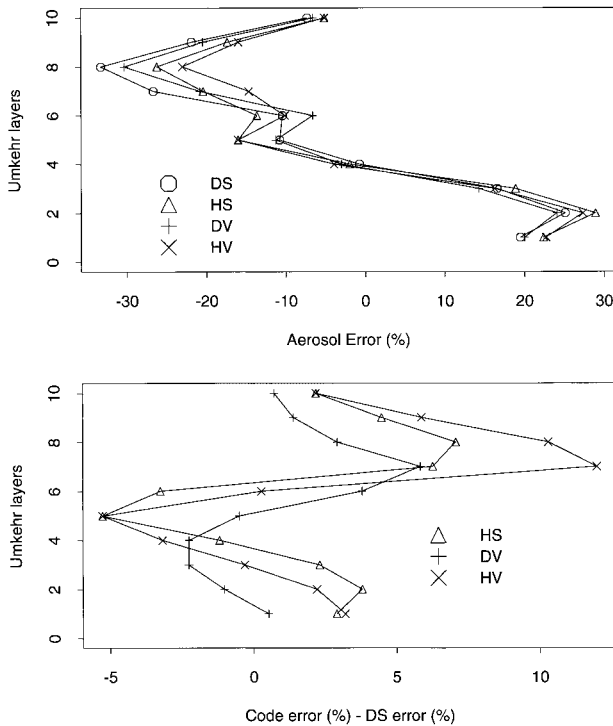 10
8
6
4
2
0
Umkehr layers
DS
HS
DV
HV
-30
-20
-10
0
10
20
30
Aerosol Error (%)
10
8
6
4
2
0
Umkehr layers
HS
DV
HV
-5
0
5
10
Code error (%) - DS error (%)